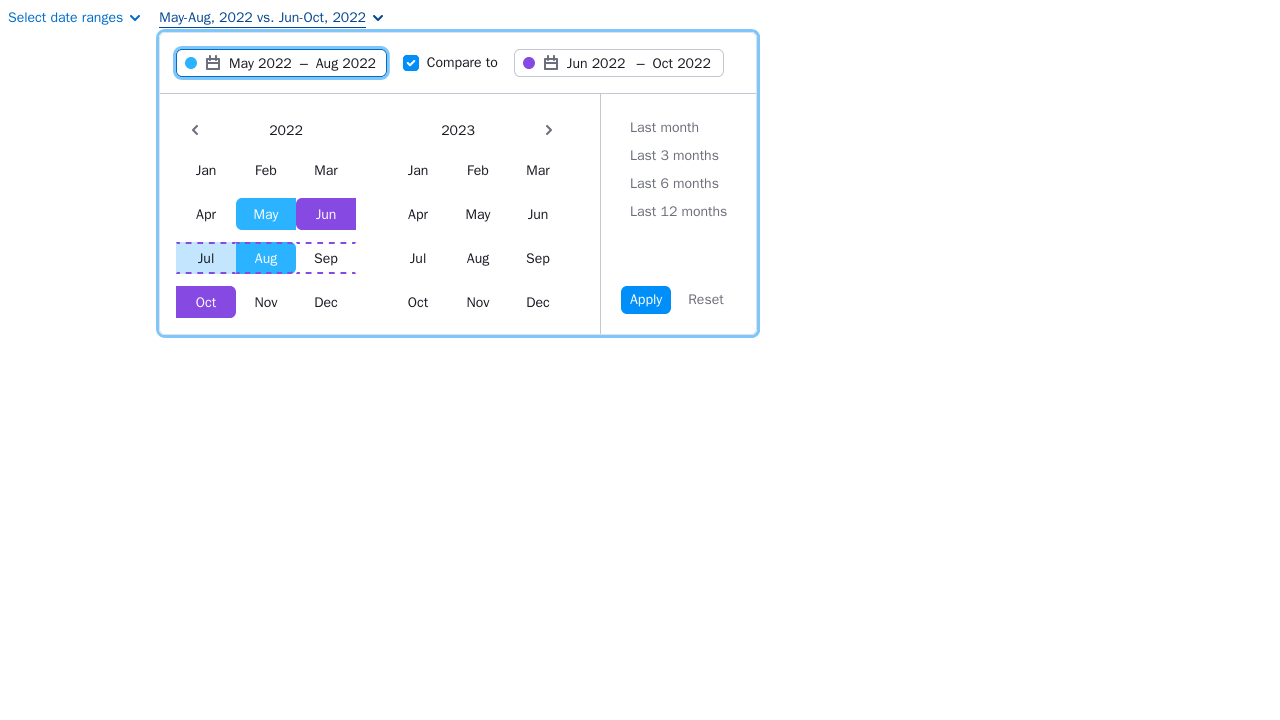 Select date ranges May-Aug, 2022 vs. Jun-Oct, 2022
May 2022 – Aug 2022 Compare to Jun 2022 – Oct 2022
2022 2023
Jan Feb Mar Jan Feb Mar
Apr May Jun Apr May Jun
Jul Aug Sep Jul Aug Sep
Oct Nov Dec Oct Nov Dec
Last month
Last 3 months
Last 6 months
Last 12 months
Apply Reset